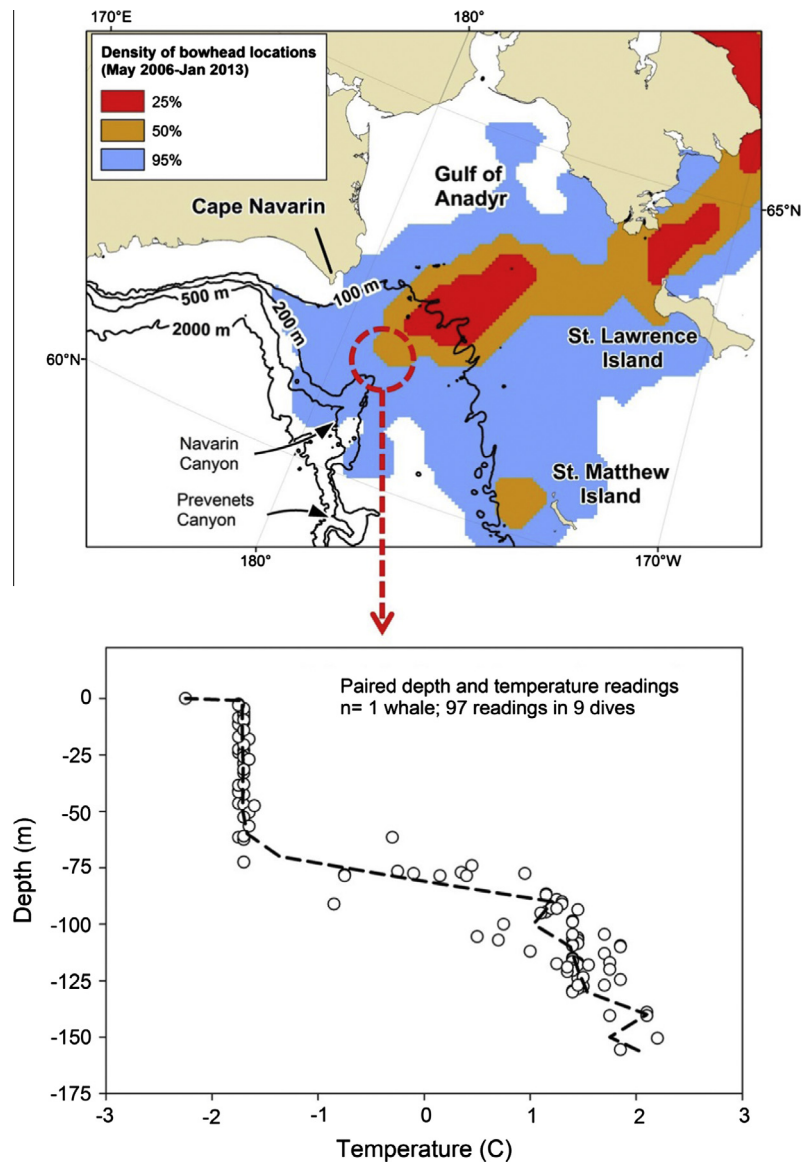 170°E
180°
Density of bowhead locations
(May 2006-Jan 2013)
25%
50%
95%
Gulf of
Anadyr
Cape Navarin
65°N
100 m
500 m
200 m
2000 m
60°N
St. Lawrence
Island
Navarin
Canyon
St. Matthew
Island
Prevenets
Canyon
180°
170°W
Paired depth and temperature readings
n= 1 whale; 97 readings in 9 dives
0
-25
-50
-75
-100
-125
-150
-175
Depth (m)
-3
-2
-1
0
1
2
3
Temperature (C)